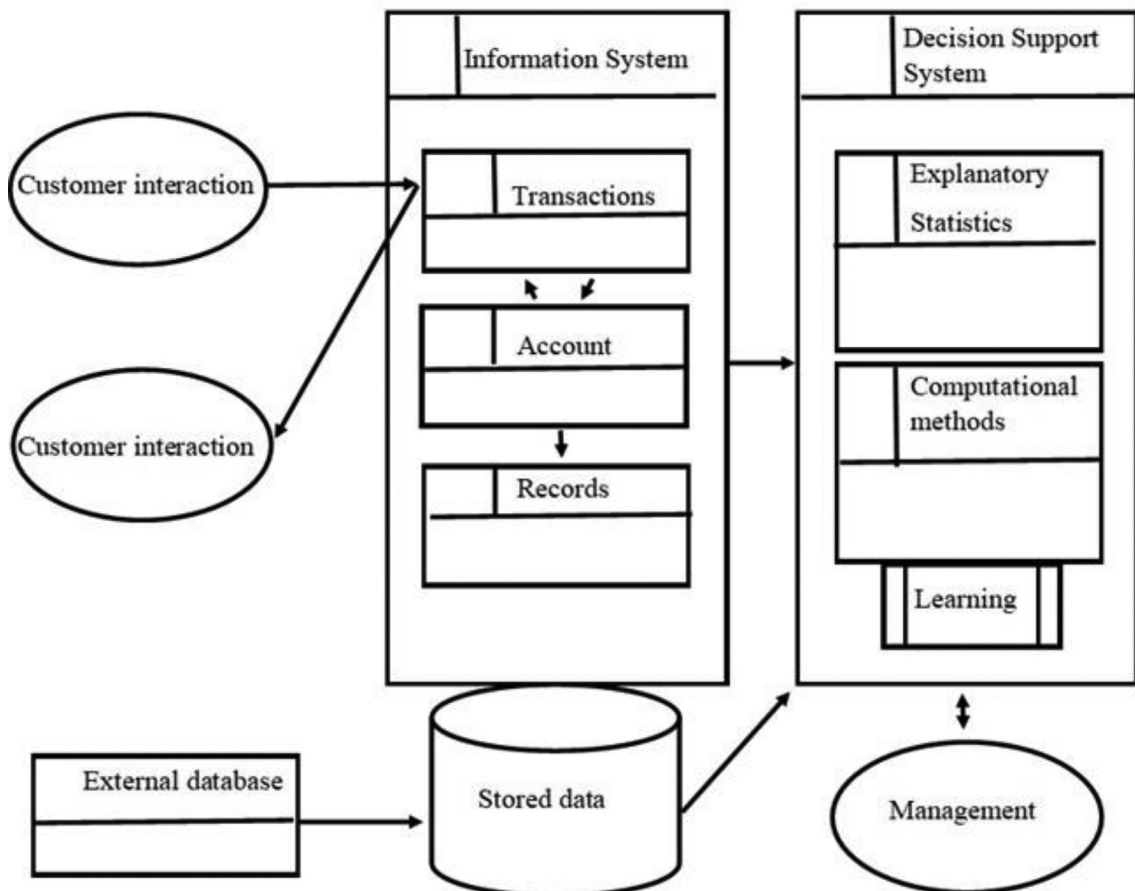 Information System
Decision Support
System
Customer interaction
Transactions
Explanatory
Statistics
Account
Computational
methods
Customer interaction
Records
Learning
External database
Stored data
Management